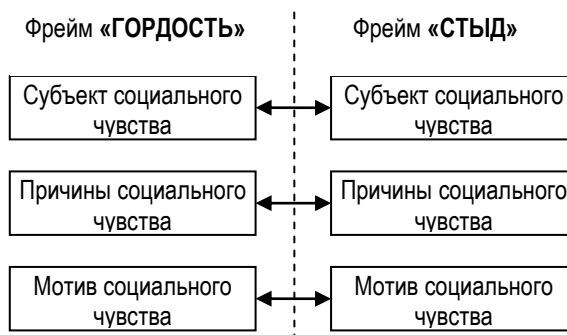 Фрейм «ГОРДОСТЬ»
Фрейм «СТЫД»
Субъект социального
чувства
Субъект социального
чувства
Причины социального
чувства
Причины социального
чувства
Мотив социального
чувства
Мотив социального
чувства